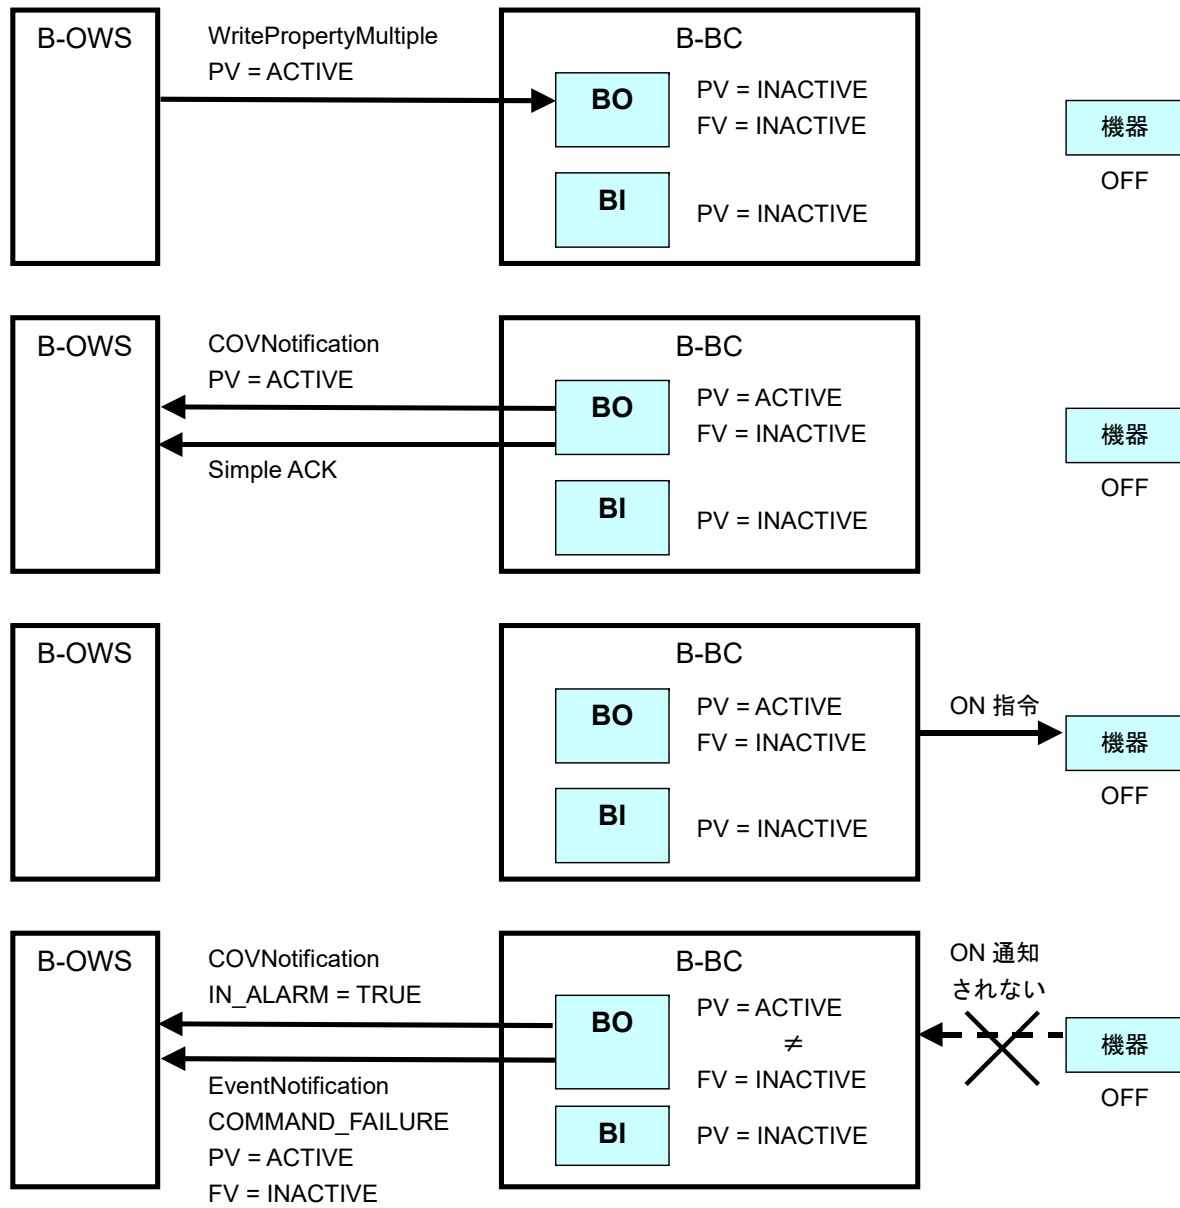 B-OWS
WritePropertyMultiple
PV = ACTIVE
B-BC
BO
PV = INACTIVE
FV = INACTIVE
BI
PV = INACTIVE
機器
OFF
B-OWS
COVNotification
PV = ACTIVE
Simple ACK
B-BC
BO
PV = ACTIVE
FV = INACTIVE
BI
PV = INACTIVE
機器
OFF
B-OWS
B-BC
BO
PV = ACTIVE
FV = INACTIVE
BI
PV = INACTIVE
ON 指令
機器
OFF
B-OWS
COVNotification
IN_ALARM = TRUE
EventNotification
COMMAND_FAILURE
PV = ACTIVE
FV = INACTIVE
B-BC
BO
PV = ACTIVE
≠
FV = INACTIVE
BI
PV = INACTIVE
ON 通知
されない
機器
OFF